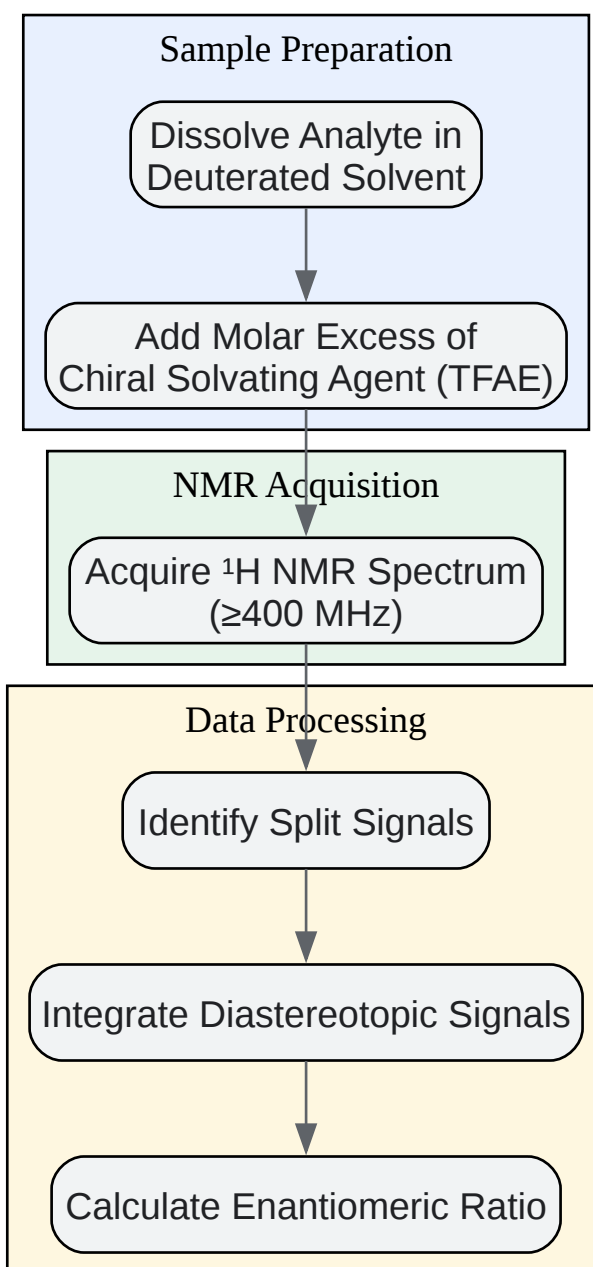 Sample Preparation
Dissolve Analyte in
Deuterated Solvent
Add Molar Excess of
Chiral Solvating Agent (TFAE)
NMR Acquisition
Acquire ¹H NMR Spectrum
(≥400 MHz)
Data Processing
Identify Split Signals
Integrate Diastereotopic Signals
Calculate Enantiomeric Ratio